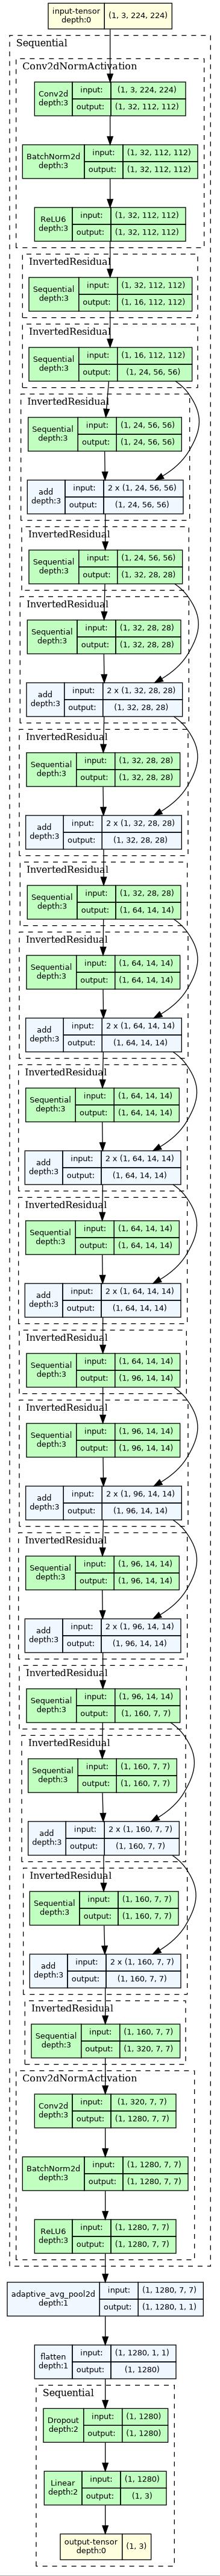 input-tensor
depth:0
(1, 3, 224, 224)
Sequential
Conv2dNormActivation
Conv2d
depth:3
input:
(1, 3, 224, 224)
output:
(1, 32, 112, 112)
BatchNorm2d
depth:3
input:
(1, 32, 112, 112)
output:
(1, 32, 112, 112)
ReLU6
depth:3
input:
(1, 32, 112, 112)
output:
(1, 32, 112, 112)
InvertedResidual
Sequential
depth:3
input:
(1, 32, 112, 112)
output:
(1, 16, 112, 112)
InvertedResidual
Sequential
depth:3
input:
(1, 16, 112, 112)
output:
(1, 24, 56, 56)
InvertedResidual
Sequential
depth:3
input:
(1, 24, 56, 56)
output:
(1, 24, 56, 56)
add
depth:3
input:
2 x (1, 24, 56, 56)
output:
(1, 24, 56, 56)
InvertedResidual
Sequential
depth:3
input:
(1, 24, 56, 56)
output:
(1, 32, 28, 28)
InvertedResidual
Sequential
depth:3
input:
(1, 32, 28, 28)
output:
(1, 32, 28, 28)
add
depth:3
input:
2 x (1, 32, 28, 28)
output:
(1, 32, 28, 28)
InvertedResidual
Sequential
depth:3
input:
(1, 32, 28, 28)
output:
(1, 32, 28, 28)
add
depth:3
input:
2 x (1, 32, 28, 28)
output:
(1, 32, 28, 28)
InvertedResidual
Sequential
depth:3
input:
(1, 32, 28, 28)
output:
(1, 64, 14, 14)
InvertedResidual
Sequential
depth:3
input:
(1, 64, 14, 14)
output:
(1, 64, 14, 14)
add
depth:3
input:
2 x (1, 64, 14, 14)
output:
(1, 64, 14, 14)
InvertedResidual
Sequential
depth:3
input:
(1, 64, 14, 14)
output:
(1, 64, 14, 14)
add
depth:3
input:
2 x (1, 64, 14, 14)
output:
(1, 64, 14, 14)
InvertedResidual
Sequential
depth:3
input:
(1, 64, 14, 14)
output:
(1, 64, 14, 14)
add
depth:3
input:
2 x (1, 64, 14, 14)
output:
(1, 64, 14, 14)
InvertedResidual
Sequential
depth:3
input:
(1, 64, 14, 14)
output:
(1, 96, 14, 14)
InvertedResidual
Sequential
depth:3
input:
(1, 96, 14, 14)
output:
(1, 96, 14, 14)
add
depth:3
input:
2 x (1, 96, 14, 14)
output:
(1, 96, 14, 14)
InvertedResidual
Sequential
depth:3
input:
(1, 96, 14, 14)
output:
(1, 96, 14, 14)
add
depth:3
input:
2 x (1, 96, 14, 14)
output:
(1, 96, 14, 14)
InvertedResidual
Sequential
depth:3
input:
(1, 96, 14, 14)
output:
(1, 160, 7, 7)
InvertedResidual
Sequential
depth:3
input:
(1, 160, 7, 7)
output:
(1, 160, 7, 7)
add
depth:3
input:
2 x (1, 160, 7, 7)
output:
(1, 160, 7, 7)
InvertedResidual
Sequential
depth:3
input:
(1, 160, 7, 7)
output:
(1, 160, 7, 7)
add
depth:3
input:
2 x (1, 160, 7, 7)
output:
(1, 160, 7, 7)
InvertedResidual
Sequential
depth:3
input:
(1, 160, 7, 7)
output:
(1, 320, 7, 7)
Conv2dNormActivation
Conv2d
depth:3
input:
(1, 320, 7, 7)
output:
(1, 1280, 7, 7)
BatchNorm2d
depth:3
input:
(1, 1280, 7, 7)
output:
(1, 1280, 7, 7)
ReLU6
depth:3
input:
(1, 1280, 7, 7)
output:
(1, 1280, 7, 7)
adaptive_avg_pool2d
depth:1
input:
(1, 1280, 7, 7)
output:
(1, 1280, 1, 1)
flatten
depth:1
input:
(1, 1280, 1, 1)
output:
(1, 1280)
Sequential
Dropout
depth:2
input:
(1, 1280)
output:
(1, 1280)
Linear
depth:2
input:
(1, 1280)
output:
(1, 3)
output-tensor
depth:0
(1, 3)